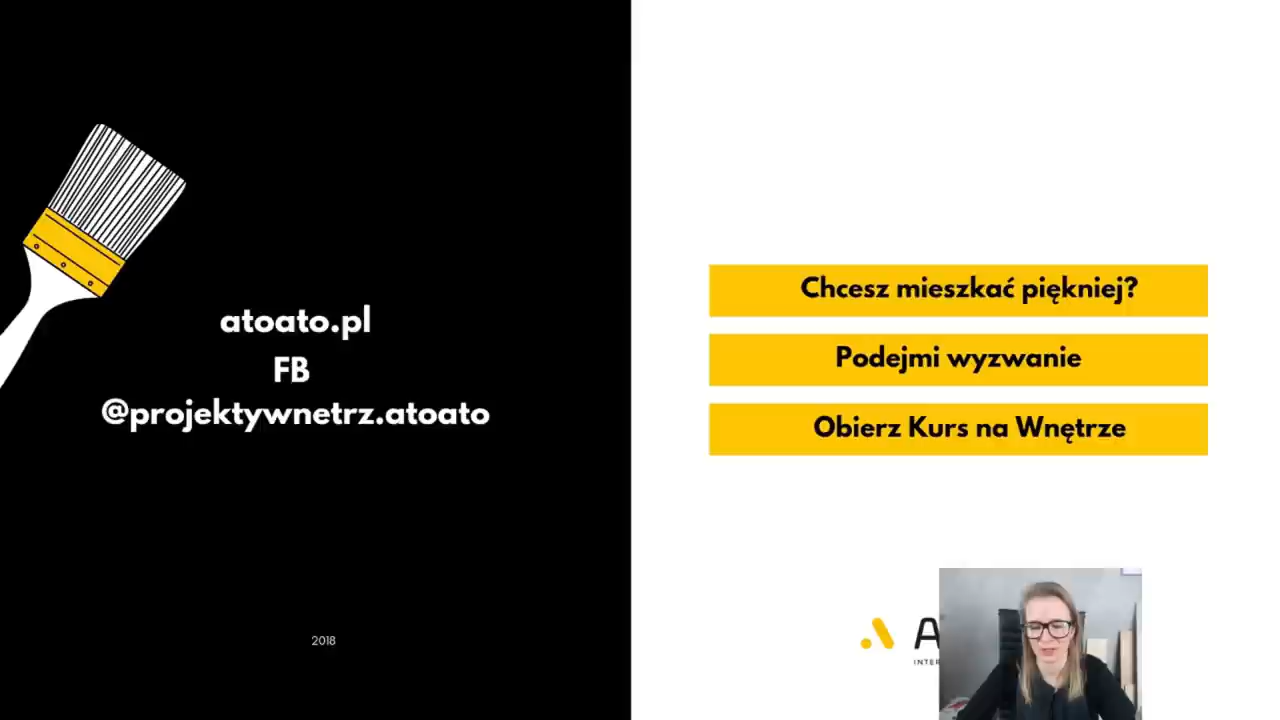 atoato.pl
FB
@projektywnetrz.atoato
2018
Chcesz mieszkać piękniej?
Podejmi wyzwanie
Obierz Kurs na Wnętrze